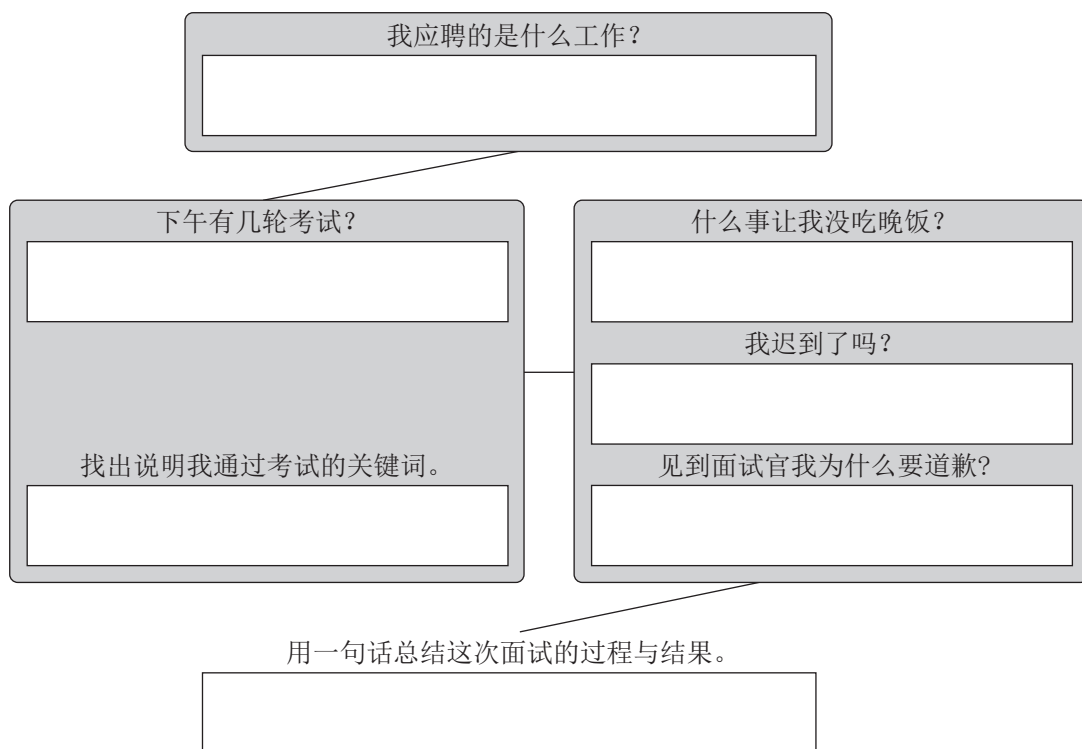 我应聘的是什么工作？
下午有几轮考试？
找出说明我通过考试的关键词。
什么事让我没吃晚饭？
我迟到了吗？
见到面试官我为什么要道歉?
用一句话总结这次面试的过程与结果。